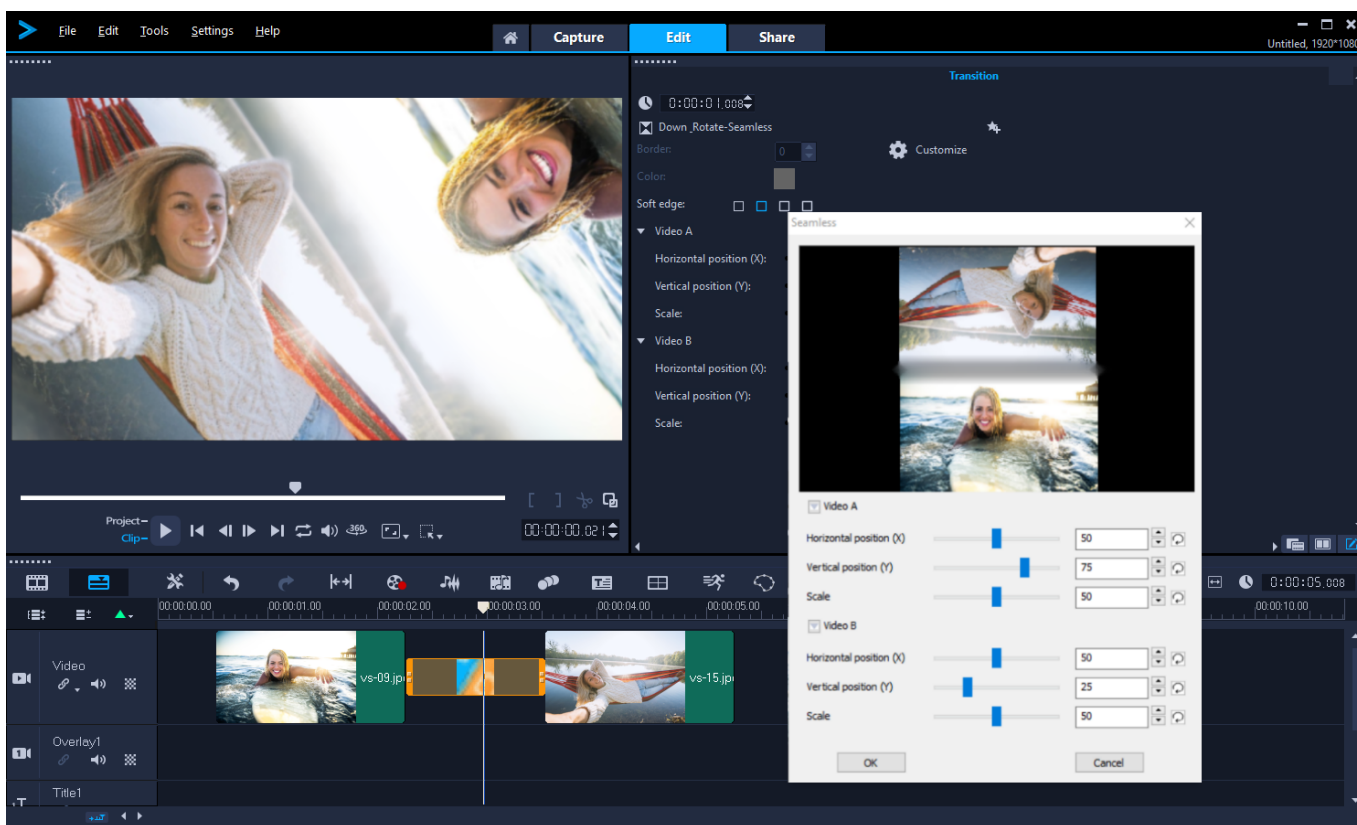 File Edit Tools Settings Help
Capture Edit Share
Untitled, 1920*1080
Transition
0:00:01.008
Down_Rotate-Seamless
Border: 0
Customize
Color:
Soft edge:
Video A
Horizontal position (X):
Vertical position (Y):
Scale:
Video B
Horizontal position (X):
Vertical position (Y):
Scale:
Seamless
Video A
Horizontal position (X) 50
Vertical position (Y) 75
Scale 50
Video B
Horizontal position (X) 50
Vertical position (Y) 25
Scale 50
OK Cancel
Project-
Clip-
360
00:00:00.021
0:00:05.008
00:00:00.00 00:00:01.00 00:00:02.00 00:00:03.00 00:00:04.00 00:00:05.00 00:00:10.00
Video
vs-09.jp
vs-15.jp
1
Overlay1
Title1
1T